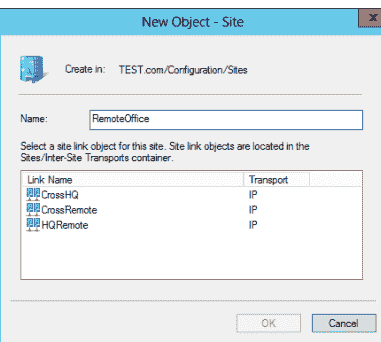 New Object - Site
x
Create in: TEST.com/Configuration/Sites
Name: RemoteOffice
Select a site link object for this site. Site link objects are located in the
Sites/Inter-Site Transports container.
Link Name Transport
CrossHQ IP
CrossRemote IP
HQRemote IP
OK Cancel